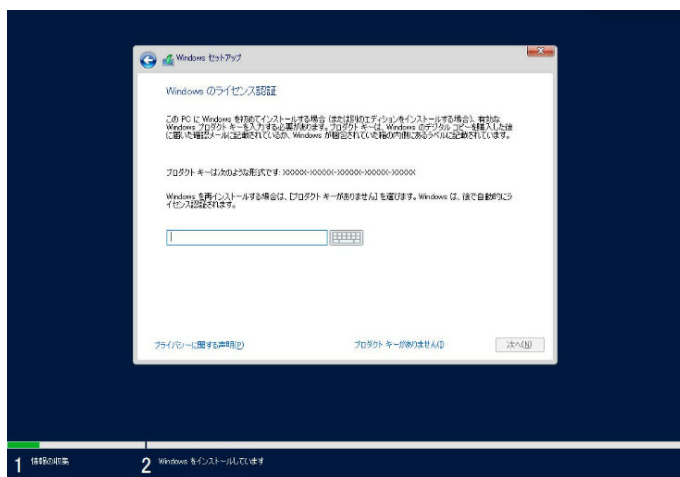 Windows セットアップ
Windows のライセンス認証
この PC に Windows を初めてインストールする場合 (または別のエディションをインストールする場合)、有効な
Windows プロダクト キーを入力する必要があります。プロダクト キーは、Windows のデジタル コピーを購入した後
に届いた確認メールに記載されているか、Windows が梱包されていた箱の内側にあるラベルに記載されています。
プロダクト キーは次のような形式です: XXXXX-XXXXX-XXXXX-XXXXX-XXXXX
Windows を再インストールする場合は、[プロダクト キーがありません] を選びます。Windows は、後で自動的にラ
イセンス認証されます。
プライバシーに関する声明(P)
プロダクト キーがありません(I)
次へ(N)
1 情報の収集
2 Windows をインストールしています